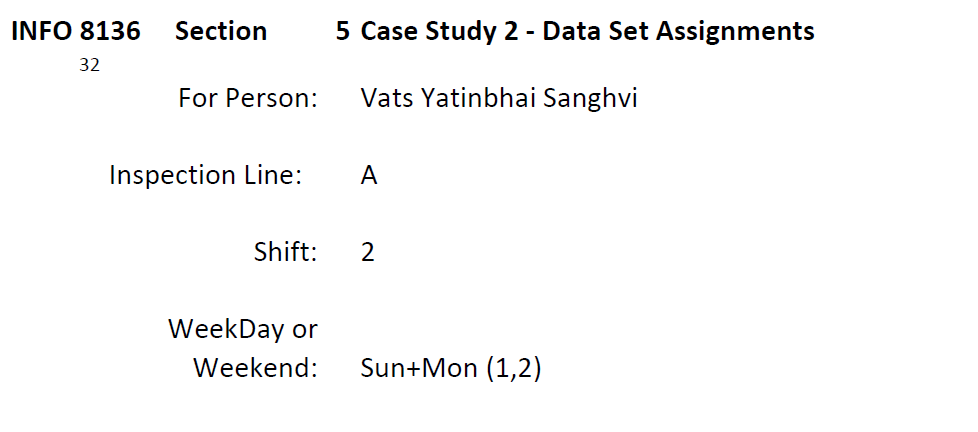 INFO 8136 Section 5 Case Study 2 - Data Set Assignments
32
For Person: Vats Yatinbhai Sanghvi
Inspection Line: A
Shift: 2
WeekDay or
Weekend: Sun+Mon (1,2)